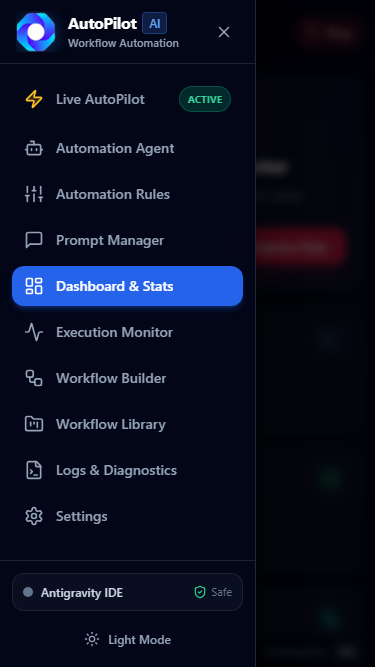 AutoPilot AI
Workflow Automation
Live AutoPilot ACTIVE
Automation Agent
Automation Rules
Prompt Manager
Dashboard & Stats
Execution Monitor
Workflow Builder
Workflow Library
Logs & Diagnostics
Settings
Antigravity IDE Safe
Light Mode